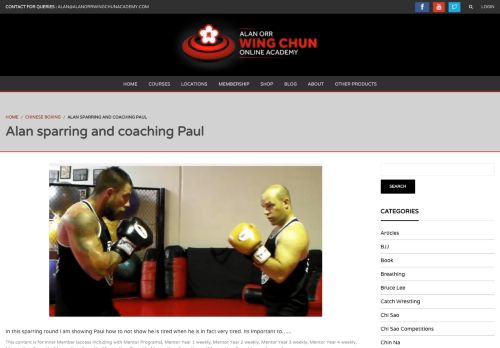 CONTACT FOR QUERIES : ALAN@ALANORRWINGCHUNACADEMY.COM
LOGIN
ALAN ORR
WING CHUN
ONLINE ACADEMY
HOME COURSES LOCATIONS MEMBERSHIP SHOP BLOG ABOUT OTHER PRODUCTS
HOME / CHINESE BOXING / ALAN SPARRING AND COACHING PAUL
Alan sparring and coaching Paul
SEARCH
CATEGORIES
Articles
BJJ
Book
Breathing
Bruce Lee
Catch Wrestling
Chi Sao
Chi Sao Competitions
Chin Na
In this sparring round I am showing Paul how to not show he is tired when he is in fact very tired. Its important to……
This content is for Inner Member (access including with Mentor Programs), Mentor Year 1 weekly, Mentor Year 2 weekly, Mentor Year 3 weekly, Mentor Year 4 weekly,